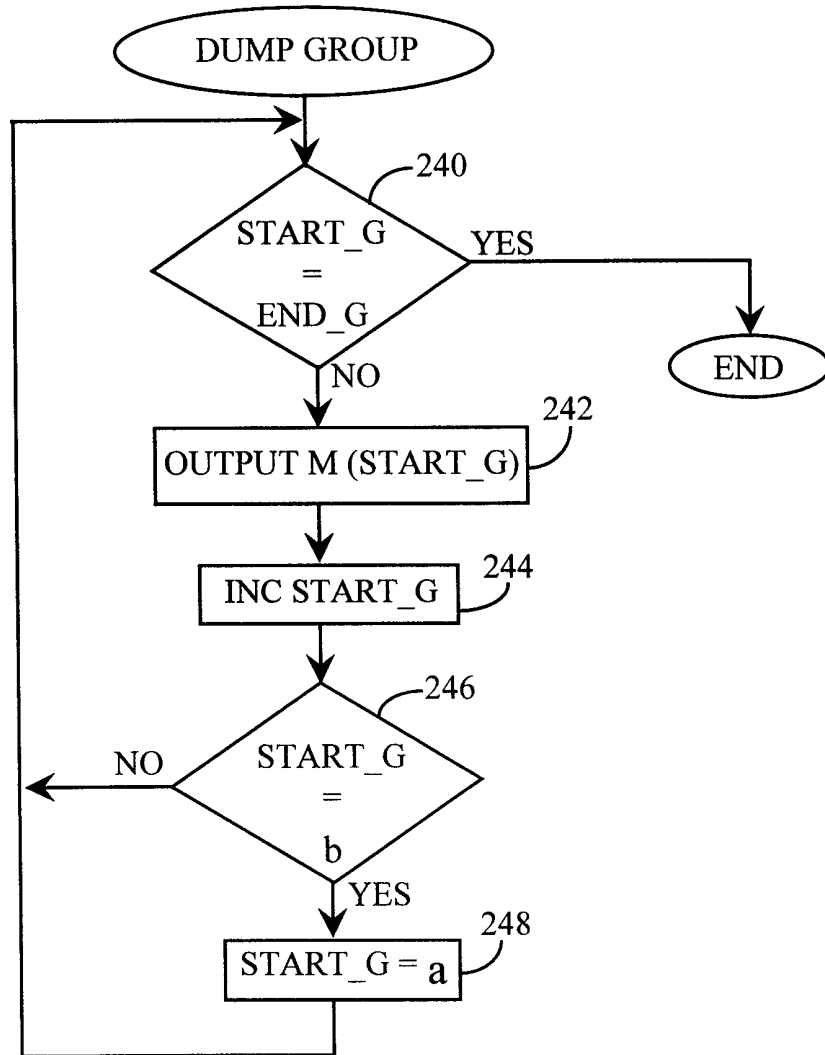 DUMP GROUP
240
START_G
=
END_G
YES
END
NO
242
OUTPUT M (START_G)
244
INC START_G
246
START_G
=
b
NO
YES
248
START_G = a